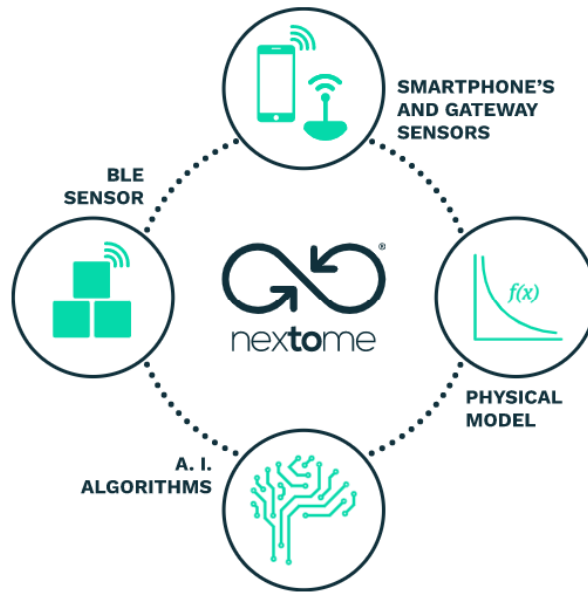 SMARTPHONE'S
AND GATEWAY
SENSORS
BLE
SENSOR
®
nextome
f(x)
PHYSICAL
MODEL
A. I.
ALGORITHMS